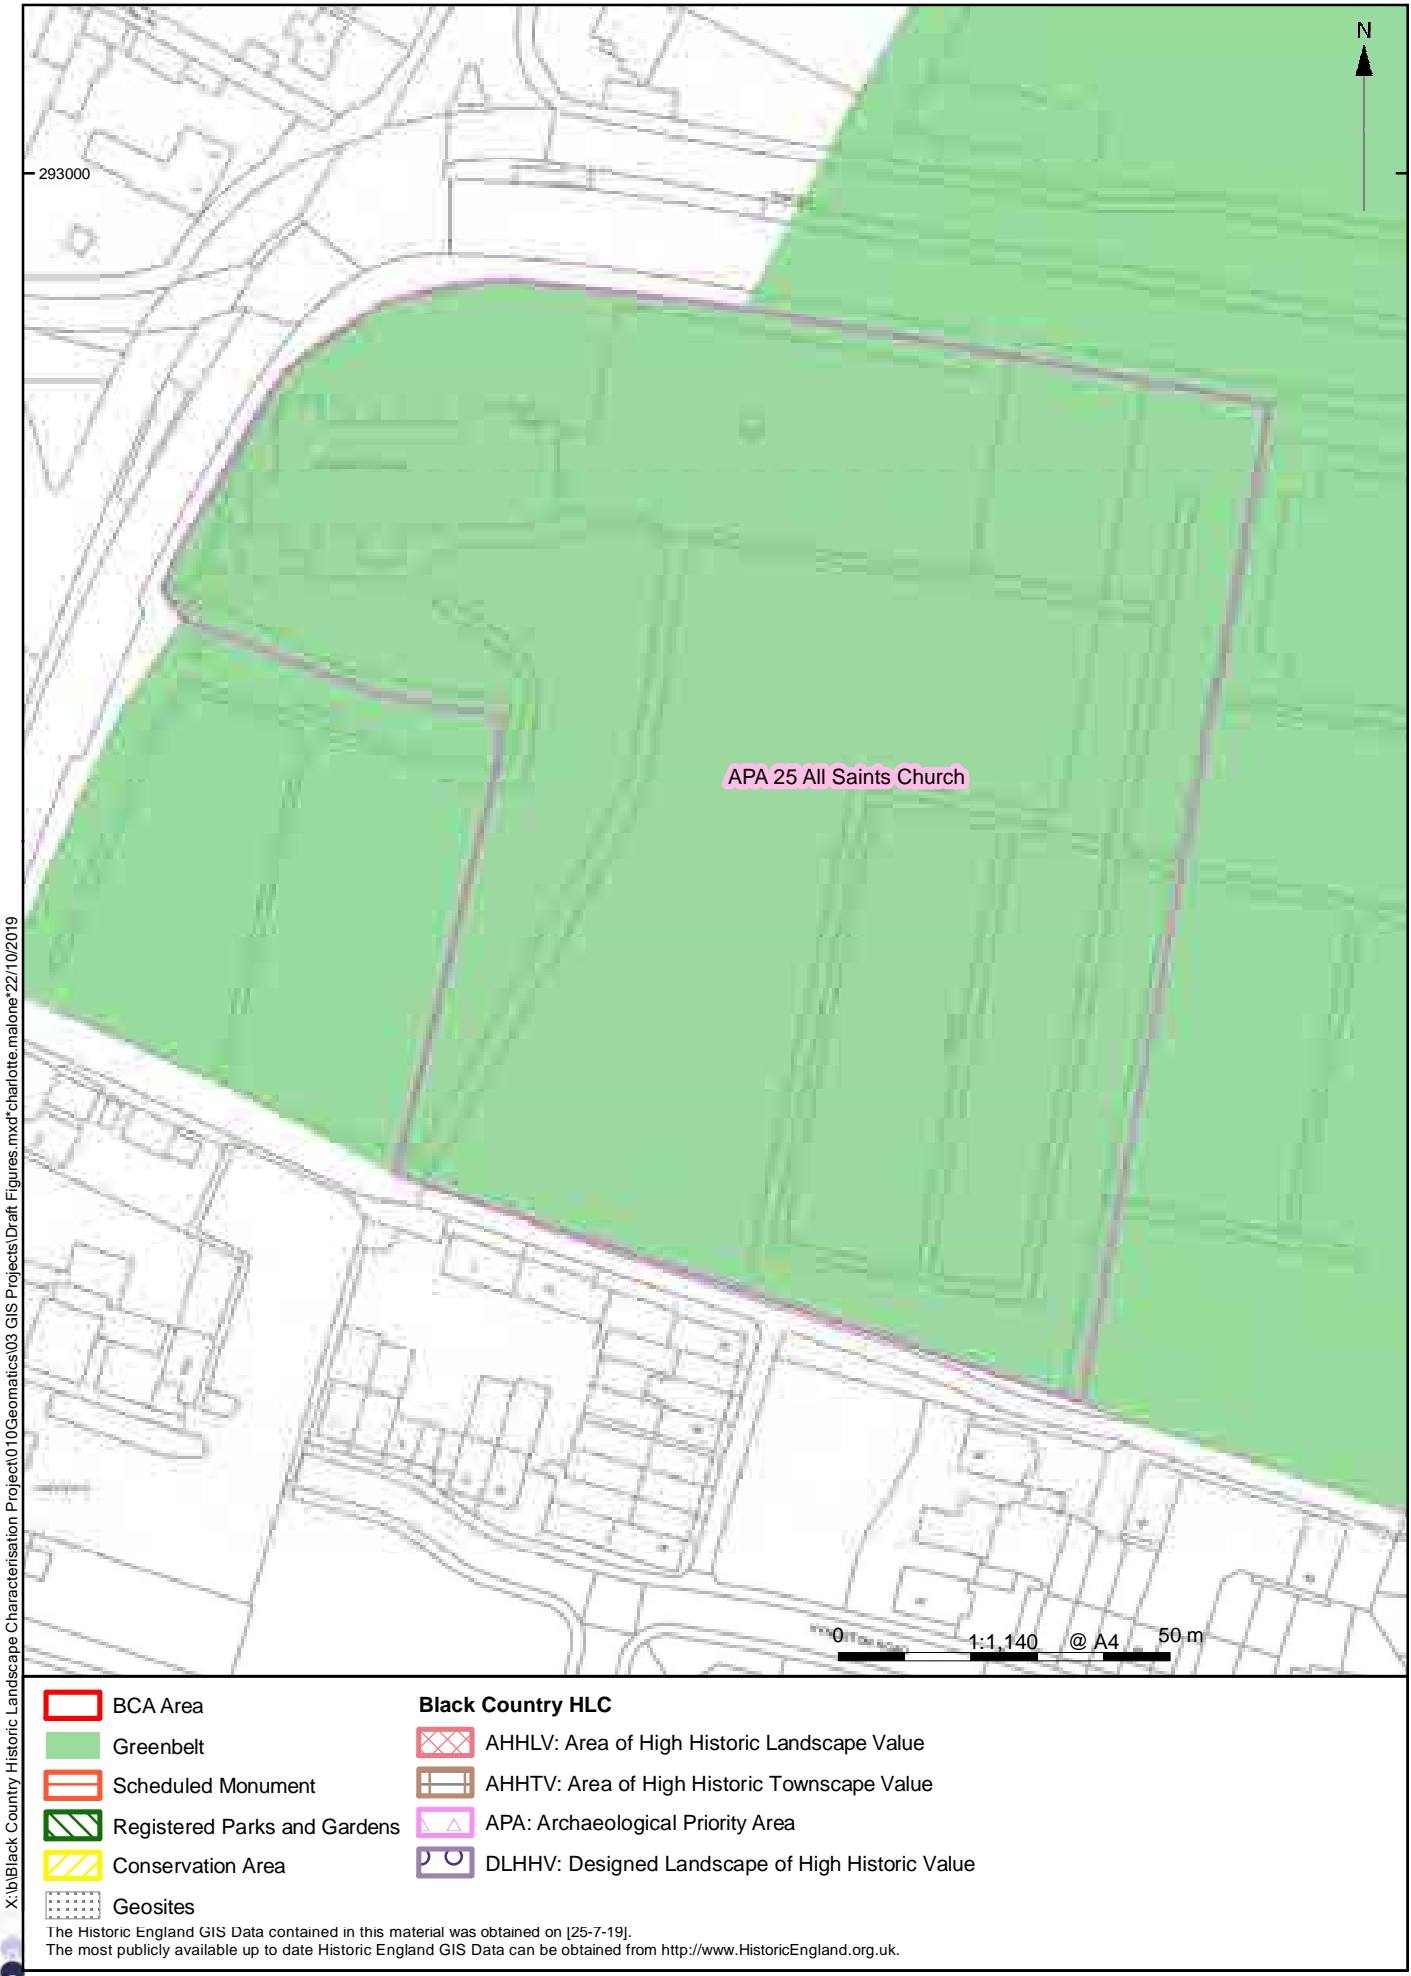 N
293000
APA 25 All Saints Church
0 1:1,140 @ A4 50 m
X:\b\Black Country Historic Landscape Characterisation Project\010Geomatics\03 GIS Projects\Draft Figures.mxd*charlotte.malone*22/10/2019
BCA Area
Greenbelt
Scheduled Monument
Registered Parks and Gardens
Conservation Area
Geosites
Black Country HLC
AHHLV: Area of High Historic Landscape Value
AHHTV: Area of High Historic Townscape Value
APA: Archaeological Priority Area
DLHHV: Designed Landscape of High Historic Value
The Historic England GIS Data contained in this material was obtained on [25-7-19].
The most publicly available up to date Historic England GIS Data can be obtained from http://www.HistoricEngland.org.uk.